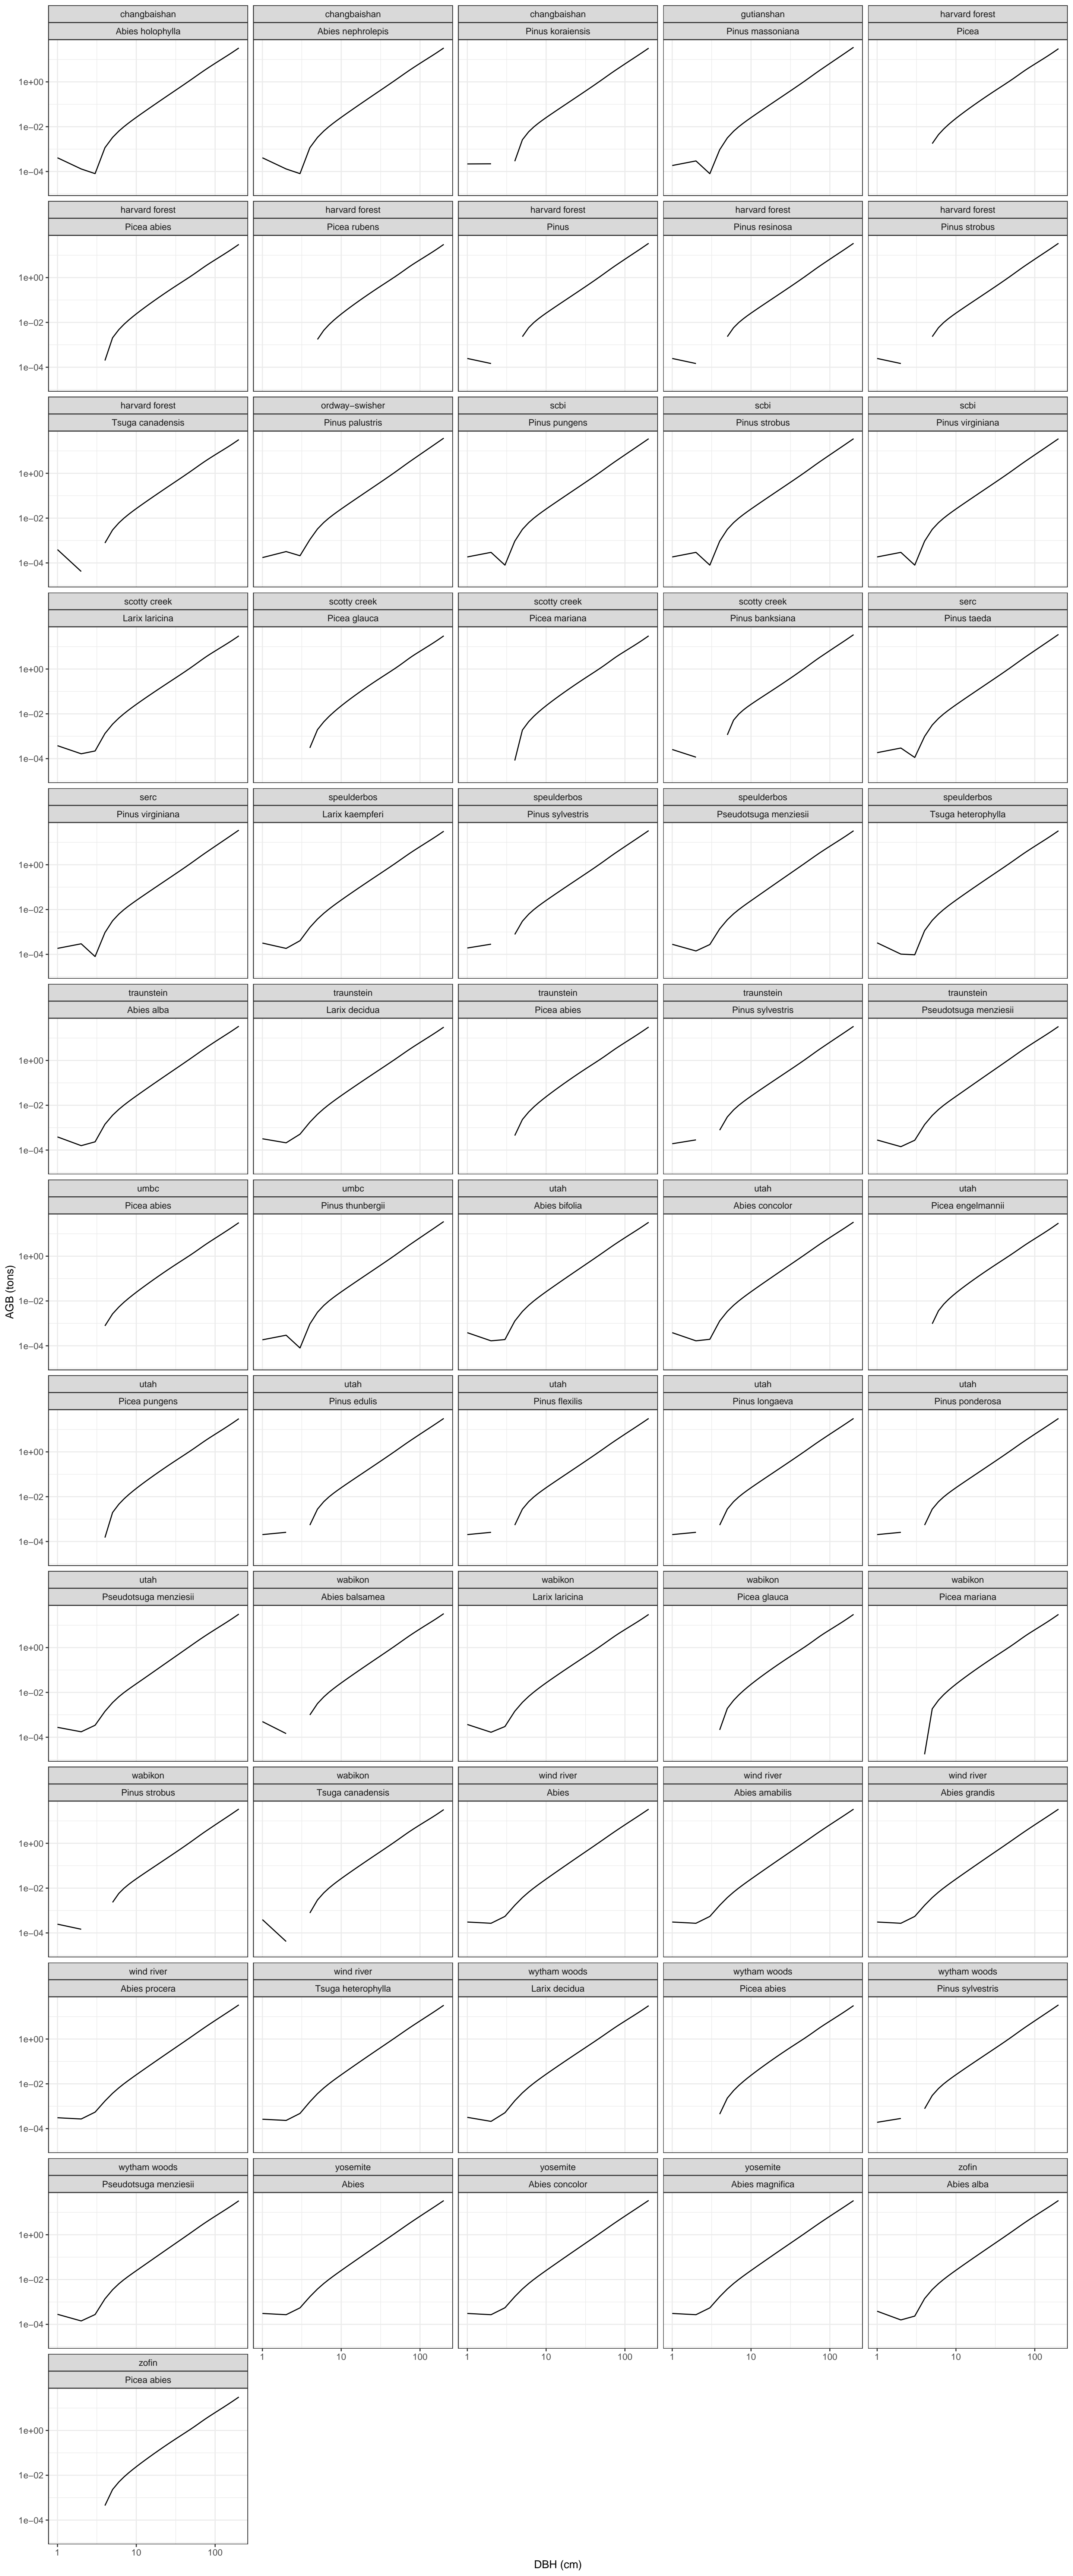 changbaishan changbaishan changbaishan gutianshan harvard forest
Abies holophylla Abies nephrolepis Pinus koraiensis Pinus massoniana Picea
1e+00
1e−02
1e−04
harvard forest harvard forest harvard forest harvard forest harvard forest
Picea abies Picea rubens Pinus Pinus resinosa Pinus strobus
1e+00
1e−02
1e−04
harvard forest ordway−swisher scbi scbi scbi
Tsuga canadensis Pinus palustris Pinus pungens Pinus strobus Pinus virginiana
1e+00
1e−02
1e−04
scotty creek scotty creek scotty creek scotty creek serc
Larix laricina Picea glauca Picea mariana Pinus banksiana Pinus taeda
1e+00
1e−02
1e−04
serc speulderbos speulderbos speulderbos speulderbos
Pinus virginiana Larix kaempferi Pinus sylvestris Pseudotsuga menziesii Tsuga heterophylla
1e+00
1e−02
1e−04
traunstein traunstein traunstein traunstein traunstein
Abies alba Larix decidua Picea abies Pinus sylvestris Pseudotsuga menziesii
1e+00
1e−02
1e−04
umbc umbc utah utah utah
Picea abies Pinus thunbergii Abies bifolia Abies concolor Picea engelmannii
1e+00
1e−02
1e−04
AGB (tons)
utah utah utah utah utah
Picea pungens Pinus edulis Pinus flexilis Pinus longaeva Pinus ponderosa
1e+00
1e−02
1e−04
utah wabikon wabikon wabikon wabikon
Pseudotsuga menziesii Abies balsamea Larix laricina Picea glauca Picea mariana
1e+00
1e−02
1e−04
wabikon wabikon wind river wind river wind river
Pinus strobus Tsuga canadensis Abies Abies amabilis Abies grandis
1e+00
1e−02
1e−04
wind river wind river wytham woods wytham woods wytham woods
Abies procera Tsuga heterophylla Larix decidua Picea abies Pinus sylvestris
1e+00
1e−02
1e−04
wytham woods yosemite yosemite yosemite zofin
Pseudotsuga menziesii Abies Abies concolor Abies magnifica Abies alba
1e+00
1e−02
1e−04
1 10 100 1 10 100 1 10 100 1 10 100
zofin
Picea abies
1e+00
1e−02
1e−04
1 10 100
DBH (cm)